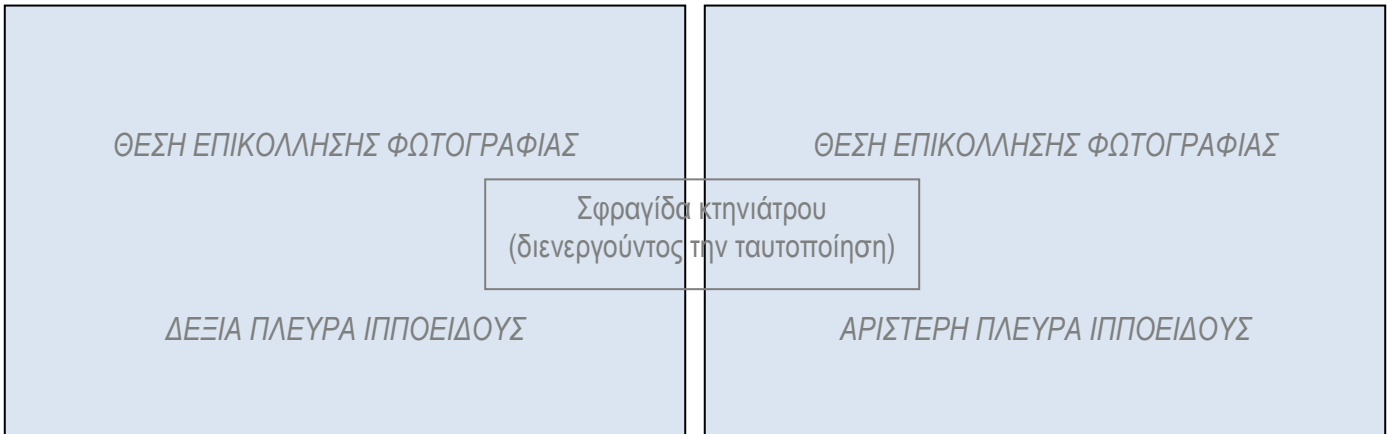 ΘΕΣΗ ΕΠΙΚΟΛΛΗΣΗΣ ΦΩΤΟΓΡΑΦΙΑΣ
ΘΕΣΗ ΕΠΙΚΟΛΛΗΣΗΣ ΦΩΤΟΓΡΑΦΙΑΣ
Σφραγίδα κτηνιάτρου
(διενεργούντος την ταυτοποίηση)
ΔΕΞΙΑ ΠΛΕΥΡΑ ΙΠΠΟΕΙΔΟΥΣ
ΑΡΙΣΤΕΡΗ ΠΛΕΥΡΑ ΙΠΠΟΕΙΔΟΥΣ